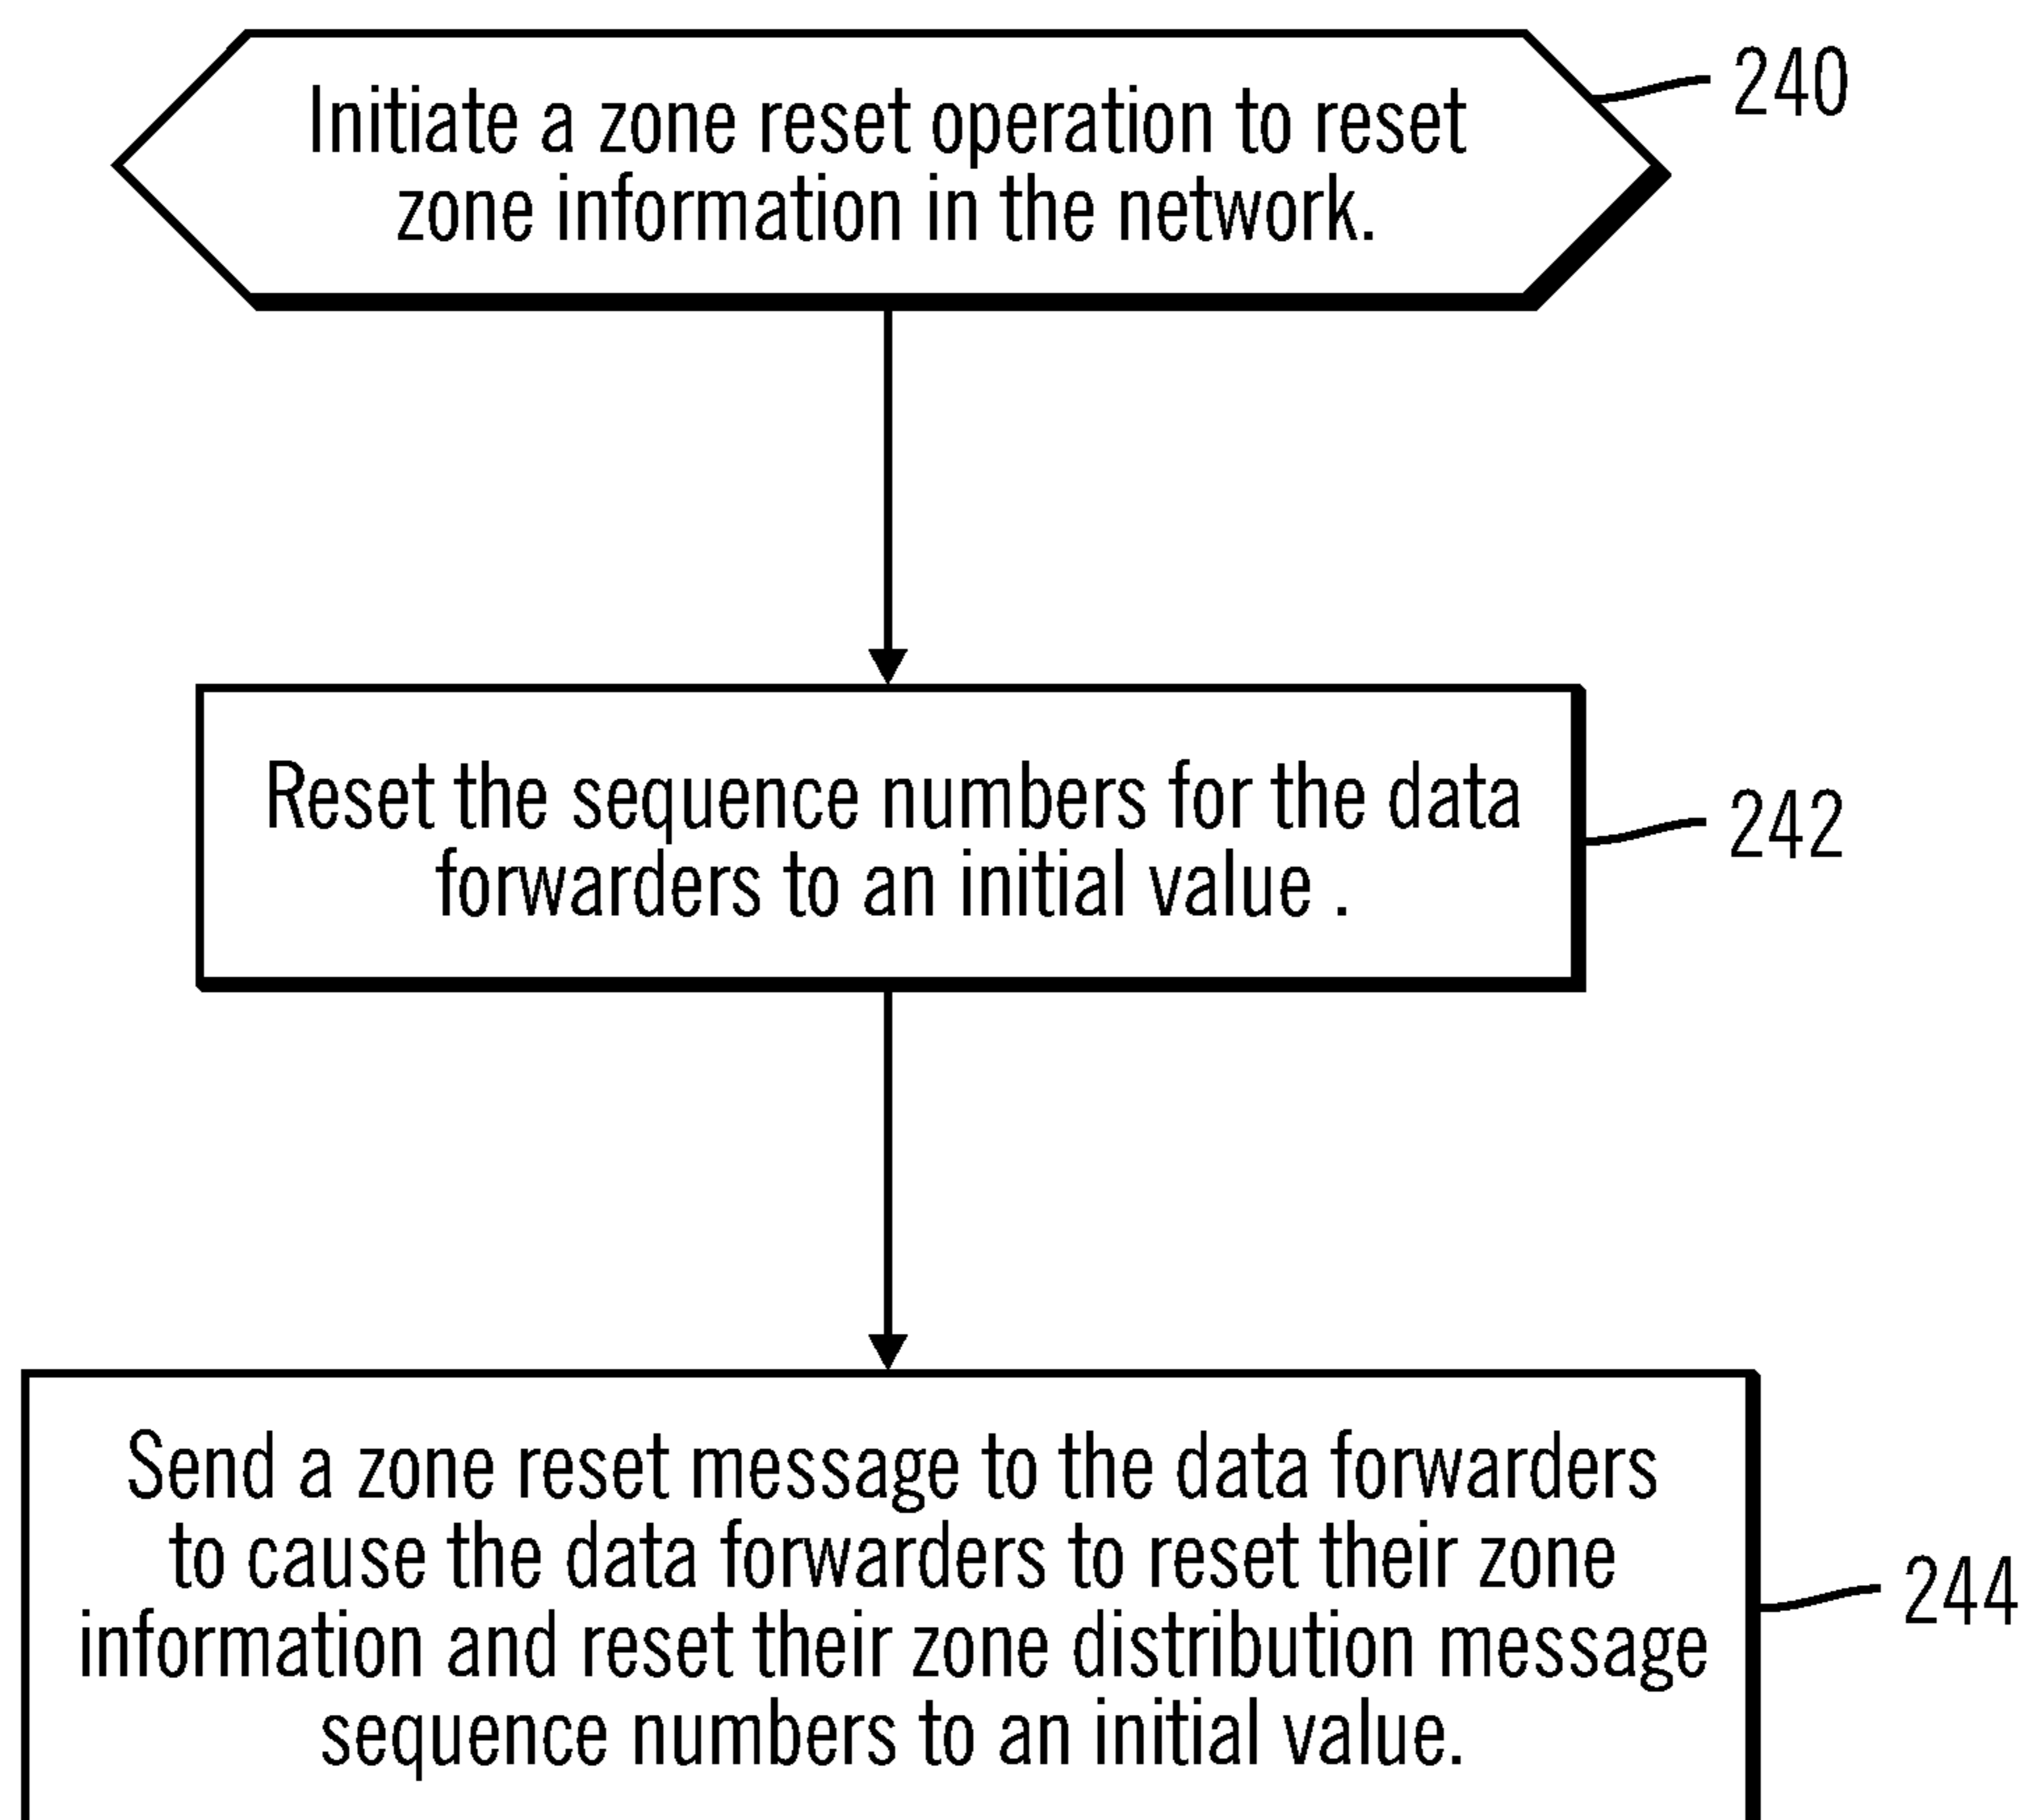 Initiate a zone reset operation to reset
zone information in the network.
240
Reset the sequence numbers for the data
forwarders to an initial value .
242
Send a zone reset message to the data forwarders
to cause the data forwarders to reset their zone
information and reset their zone distribution message
sequence numbers to an initial value.
244